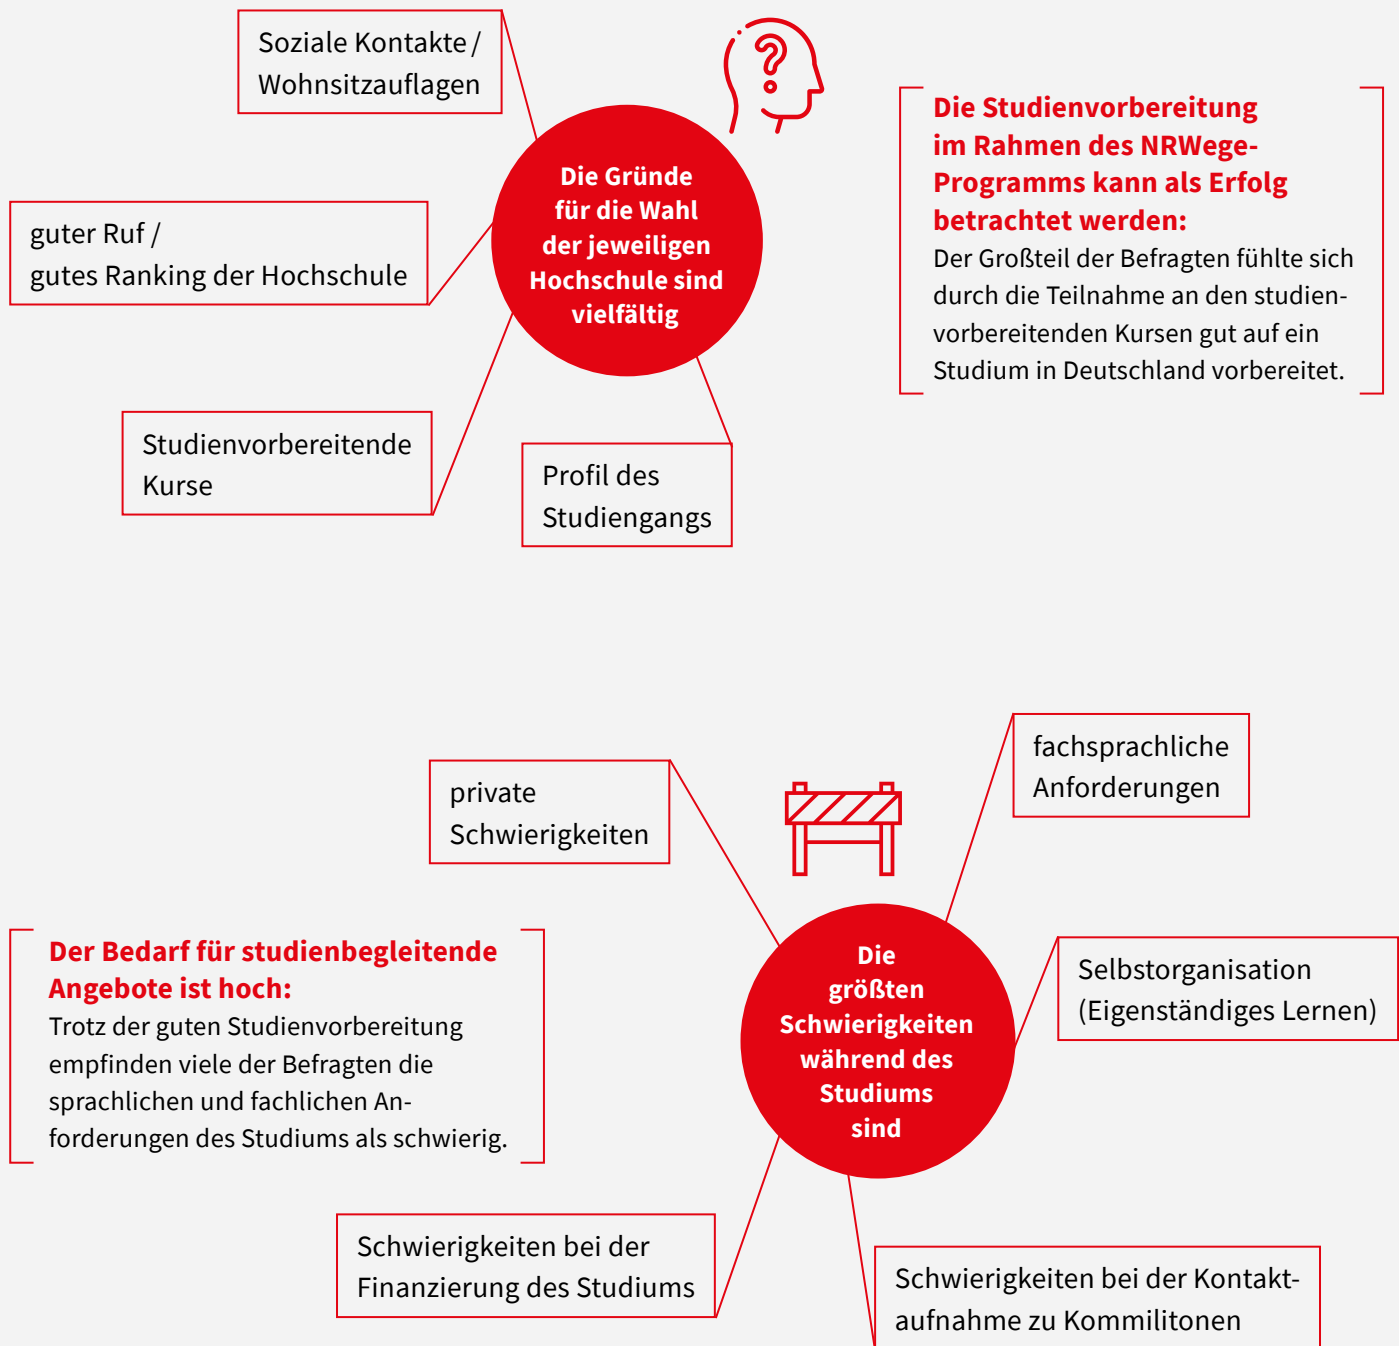 Soziale Kontakte /
Wohnsitzauflagen
Die Gründe
für die Wahl
der jeweiligen
Hochschule sind
vielfältig
guter Ruf /
gutes Ranking der Hochschule
Studienvorbereitende
Kurse
Profil des
Studiengangs
Die Studienvorbereitung
im Rahmen des NRWege-
Programms kann als Erfolg
betrachtet werden:
Der Großteil der Befragten fühlte sich
durch die Teilnahme an den studien-
vorbereitenden Kursen gut auf ein
Studium in Deutschland vorbereitet.
private
Schwierigkeiten
fachsprachliche
Anforderungen
Der Bedarf für studienbegleitende
Angebote ist hoch:
Trotz der guten Studienvorbereitung
empfinden viele der Befragten die
sprachlichen und fachlichen An-
forderungen des Studiums als schwierig.
Die
größten
Schwierigkeiten
während des
Studiums
sind
Selbstorganisation
(Eigenständiges Lernen)
Schwierigkeiten bei der
Finanzierung des Studiums
Schwierigkeiten bei der Kontakt-
aufnahme zu Kommilitonen